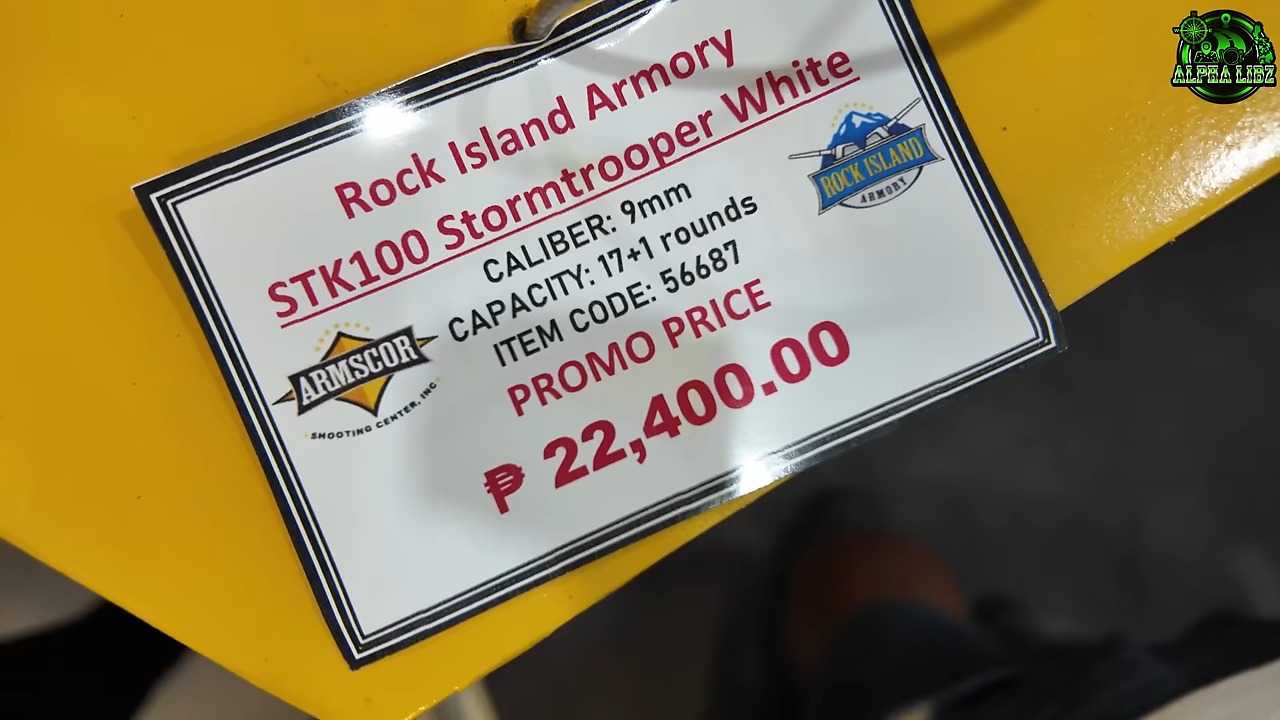 ALPHA LIBZ
Rock Island Armory
STK100 Stormtrooper White
ROCK ISLAND
ARMORY
CALIBER: 9mm
CAPACITY: 17+1 rounds
ITEM CODE: 56687
ARMSCOR
SHOOTING CENTER, INC
PROMO PRICE
₱ 22,400.00